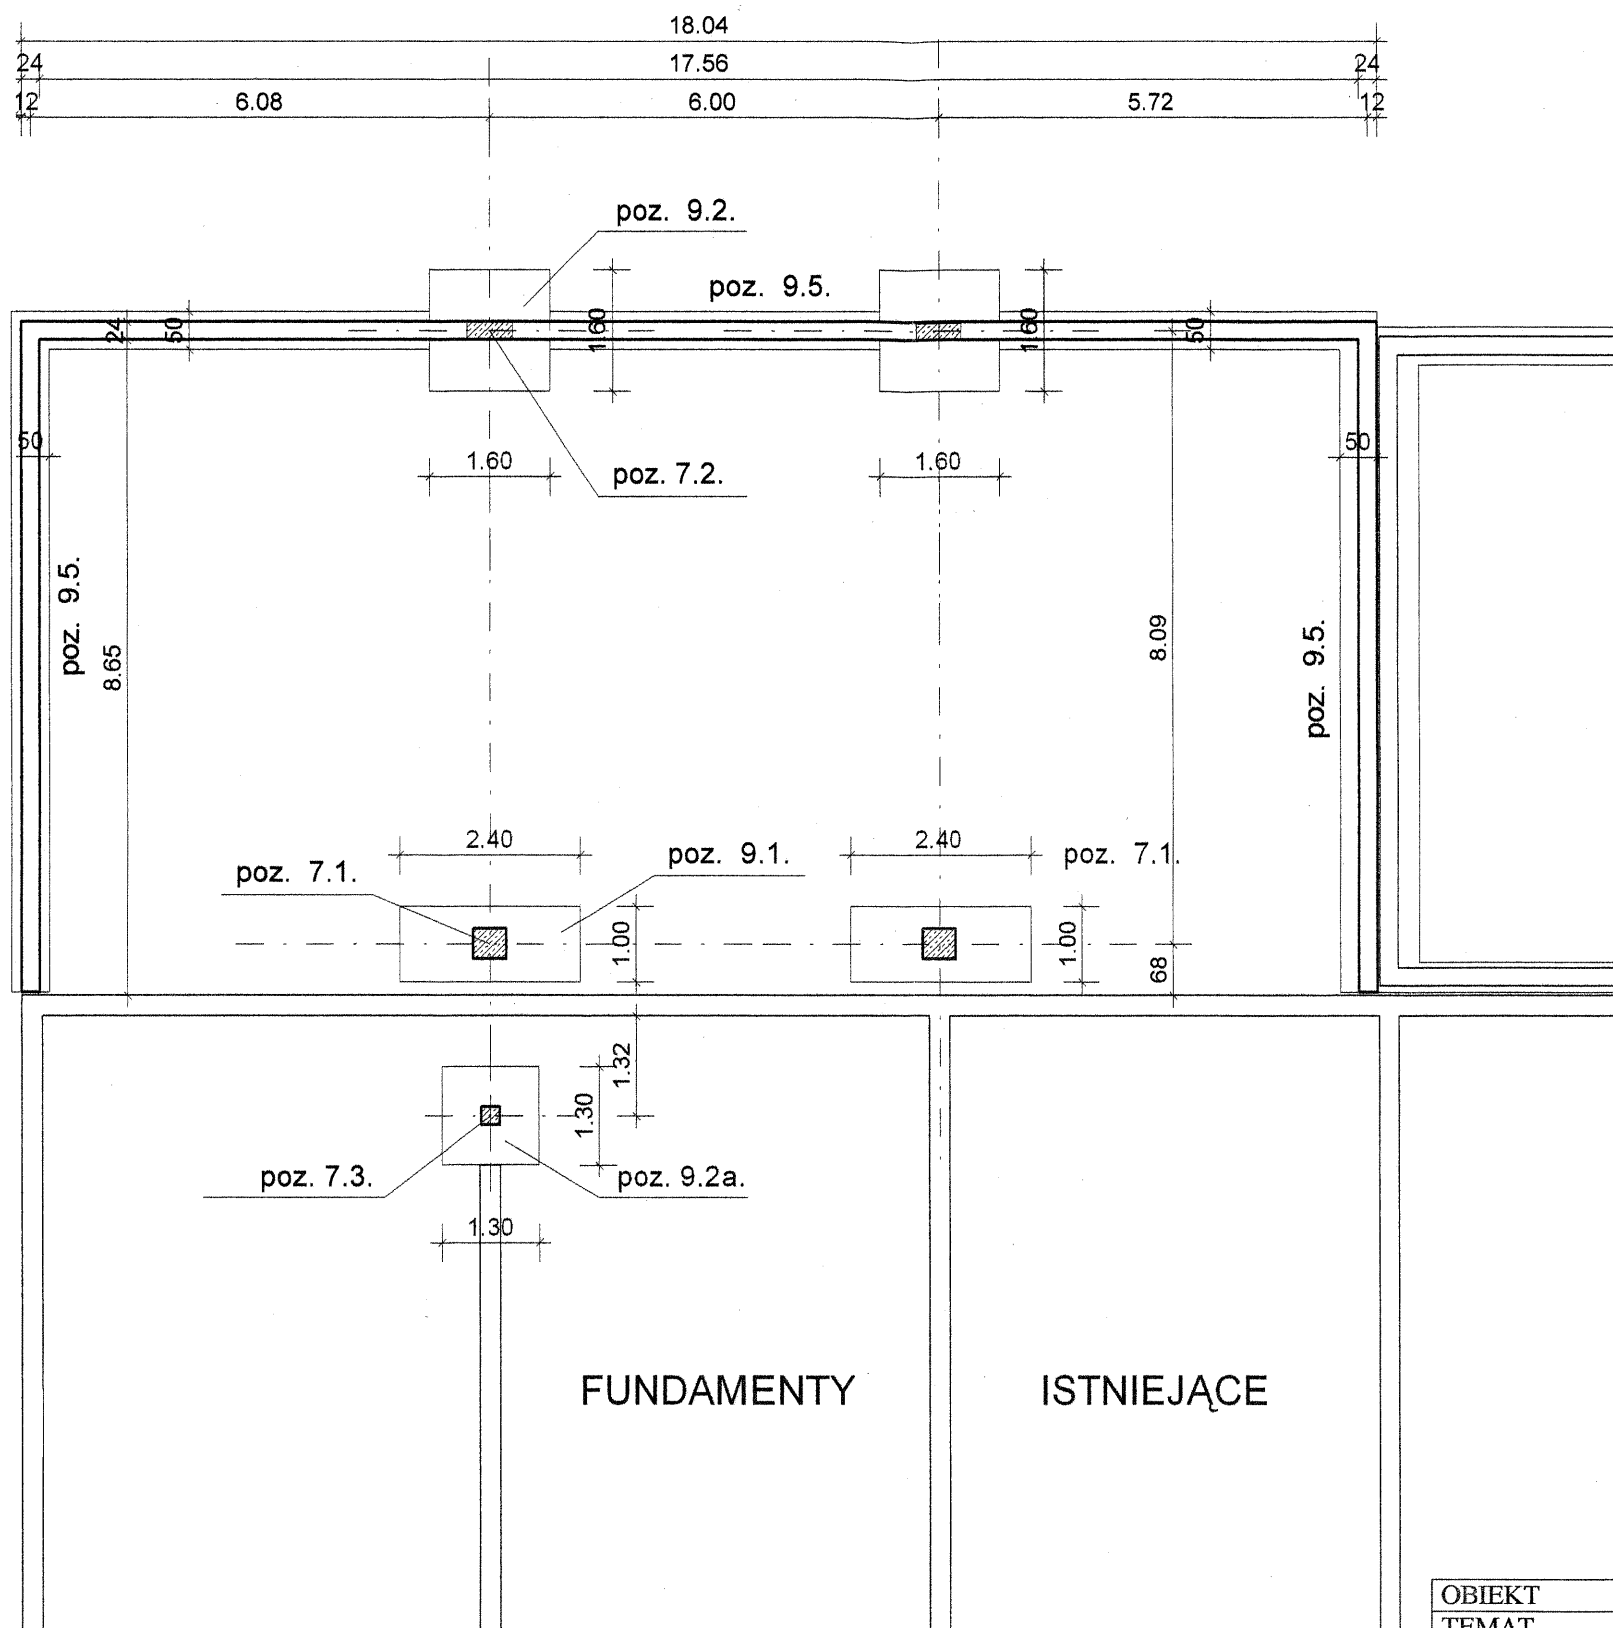 18.04
24 17.56 24
12 6.08 6.00 5.72 12
poz. 9.2.
poz. 9.5.
24 50 1.60 1.60 50
50 1.60 1.60 50
poz. 7.2.
poz. 9.5.
8.65
8.09
poz. 9.5.
2.40 2.40
poz. 7.1. poz. 9.1. poz. 7.1.
1.00 1.00
68
1.32
1.30
poz. 7.3. poz. 9.2a.
1.30
FUNDAMENTY ISTNIEJĄCE
OBIEKT
TEMAT